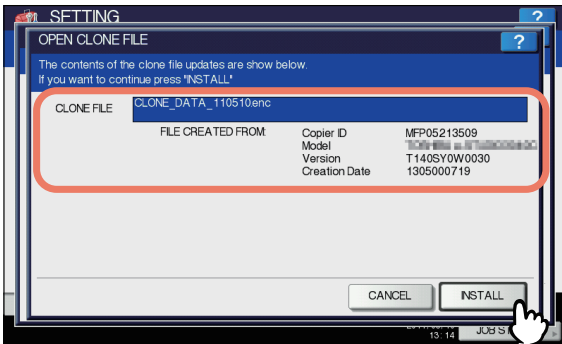 SETTING
?
OPEN CLONE FILE
?
The contents of the clone file updates are show below.
If you want to continue press "INSTALL"
CLONE FILE
CLONE_DATA_110510.enc
FILE CREATED FROM:
Copier ID MFP05213509
Model
Version T140SY0W0030
Creation Date 1305000719
CANCEL
INSTALL
13:14
JOB